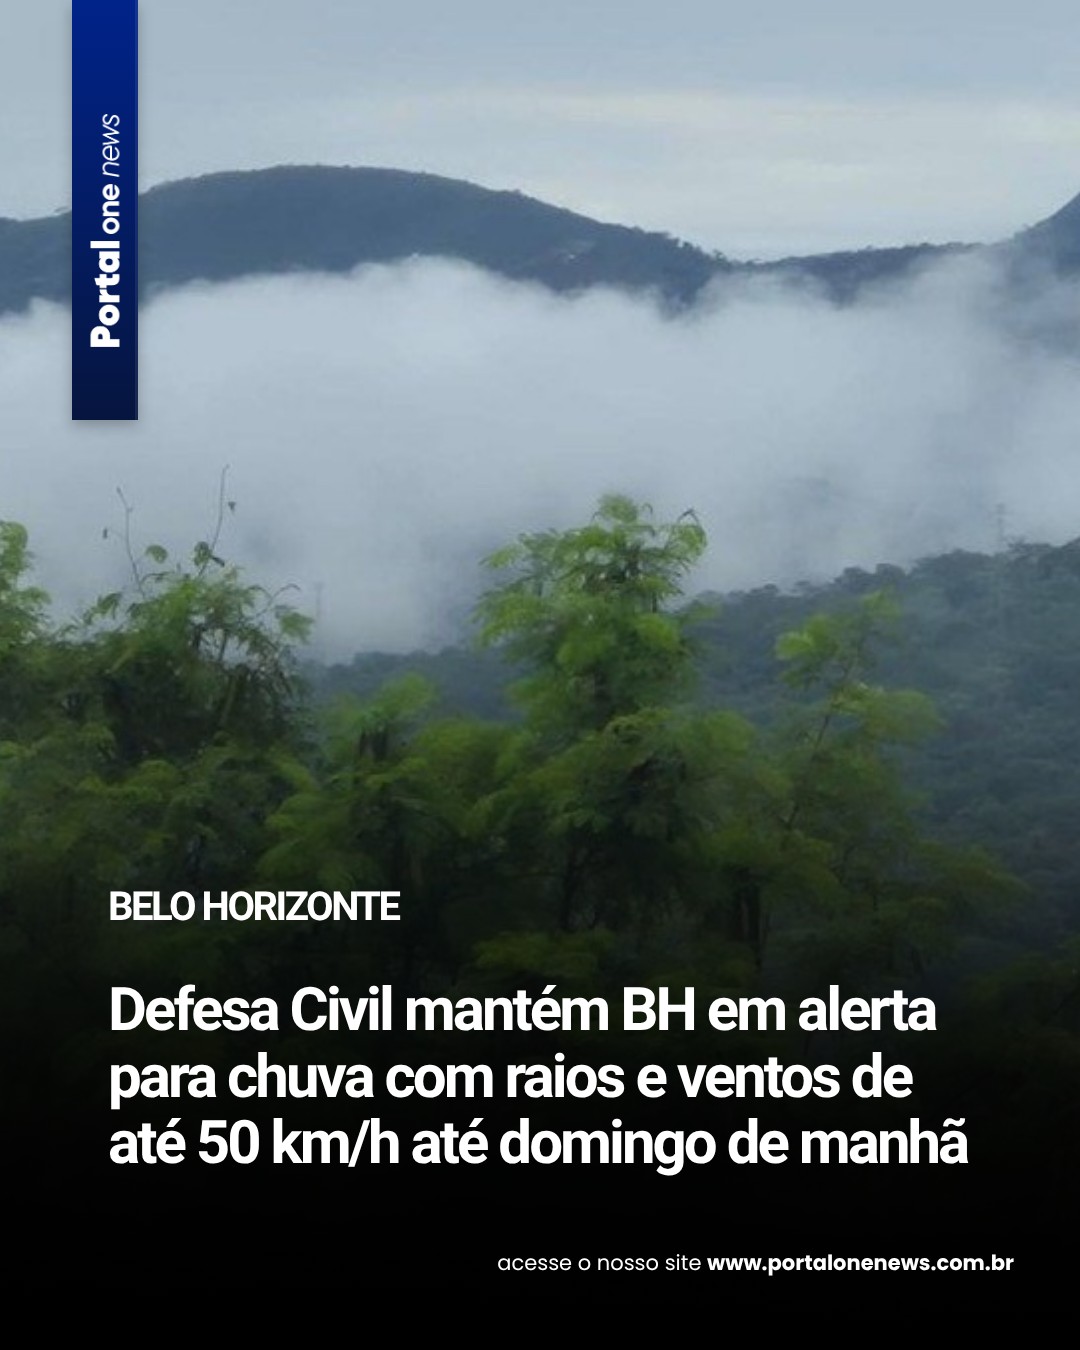 Portal one news
BELO HORIZONTE
Defesa Civil mantém BH em alerta
para chuva com raios e ventos de
até 50 km/h até domingo de manhã
acesse o nosso site www.portalonenews.com.br